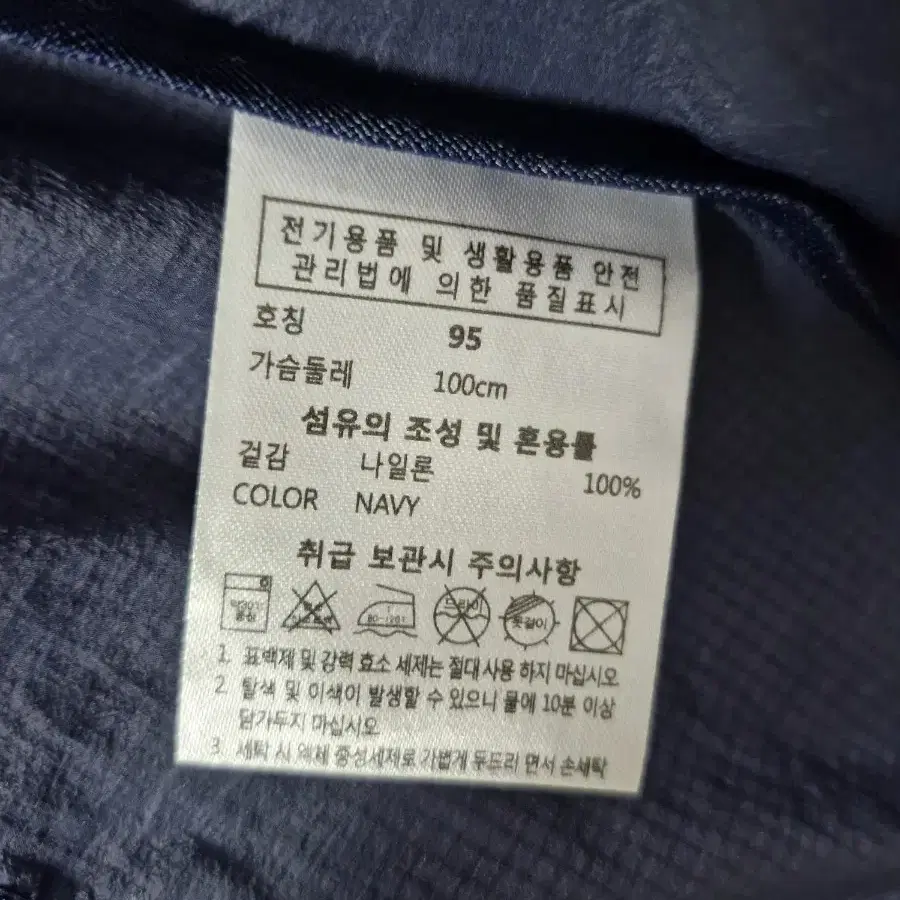 전기용품 및 생활용품 안전
관리법에 의한 품질표시
호칭 95
가슴둘레 100cm
섬유의 조성 및 혼용률
겉감 나일론 100%
COLOR NAVY
취급 보관시 주의사항
드라이 옷걸이
1. 표백제 및 강력 효소 세제는 절대 사용 하지 마십시오
2. 탈색 및 이색이 발생할 수 있으니 물에 10분 이상
담가두지 마십시오
3. 세탁 시 액체 중성세제로 가볍게 두드리 면서 손세탁